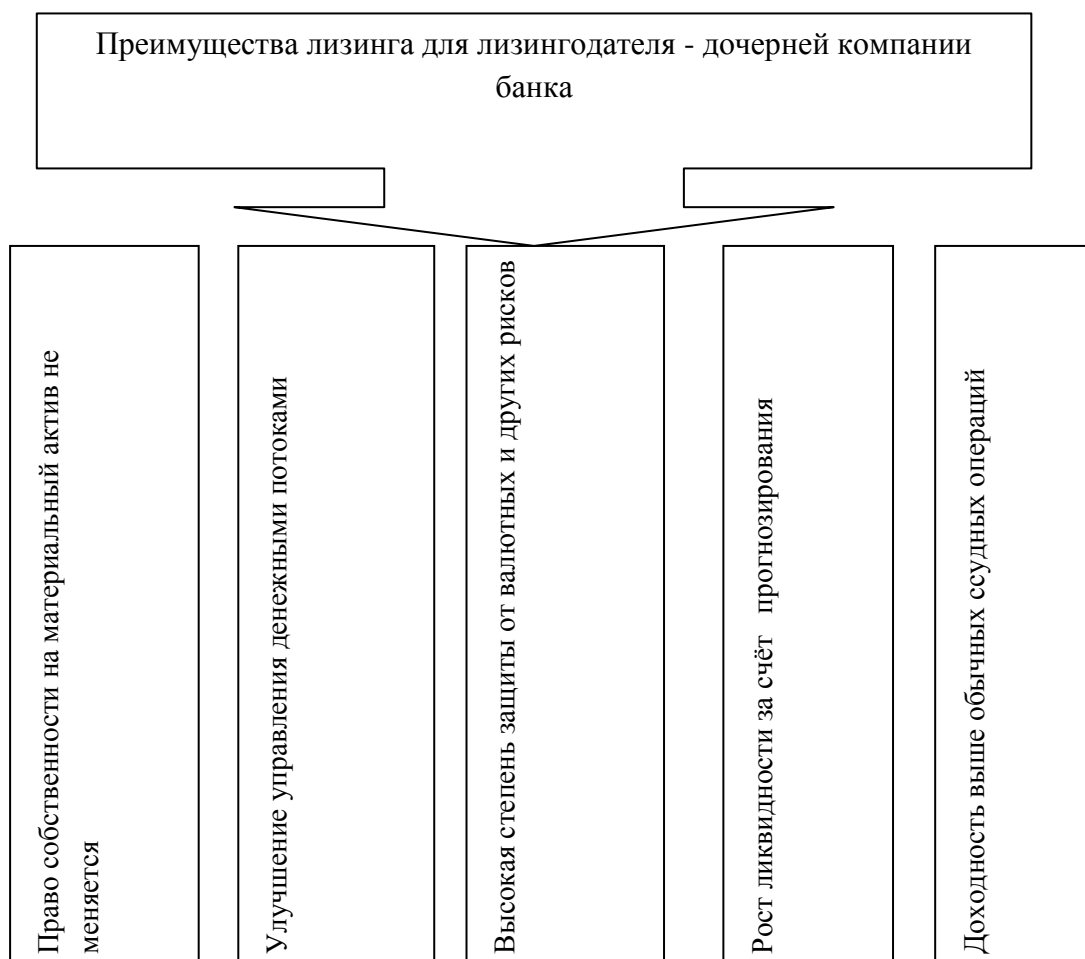 Преимущества лизинга для лизингодателя - дочерней компании
банка
Право собственности на материальный актив не
меняется
Улучшение управления денежными потоками
Высокая степень защиты от валютных и других рисков
Рост ликвидности за счёт прогнозирования
Доходность выше обычных ссудных операций